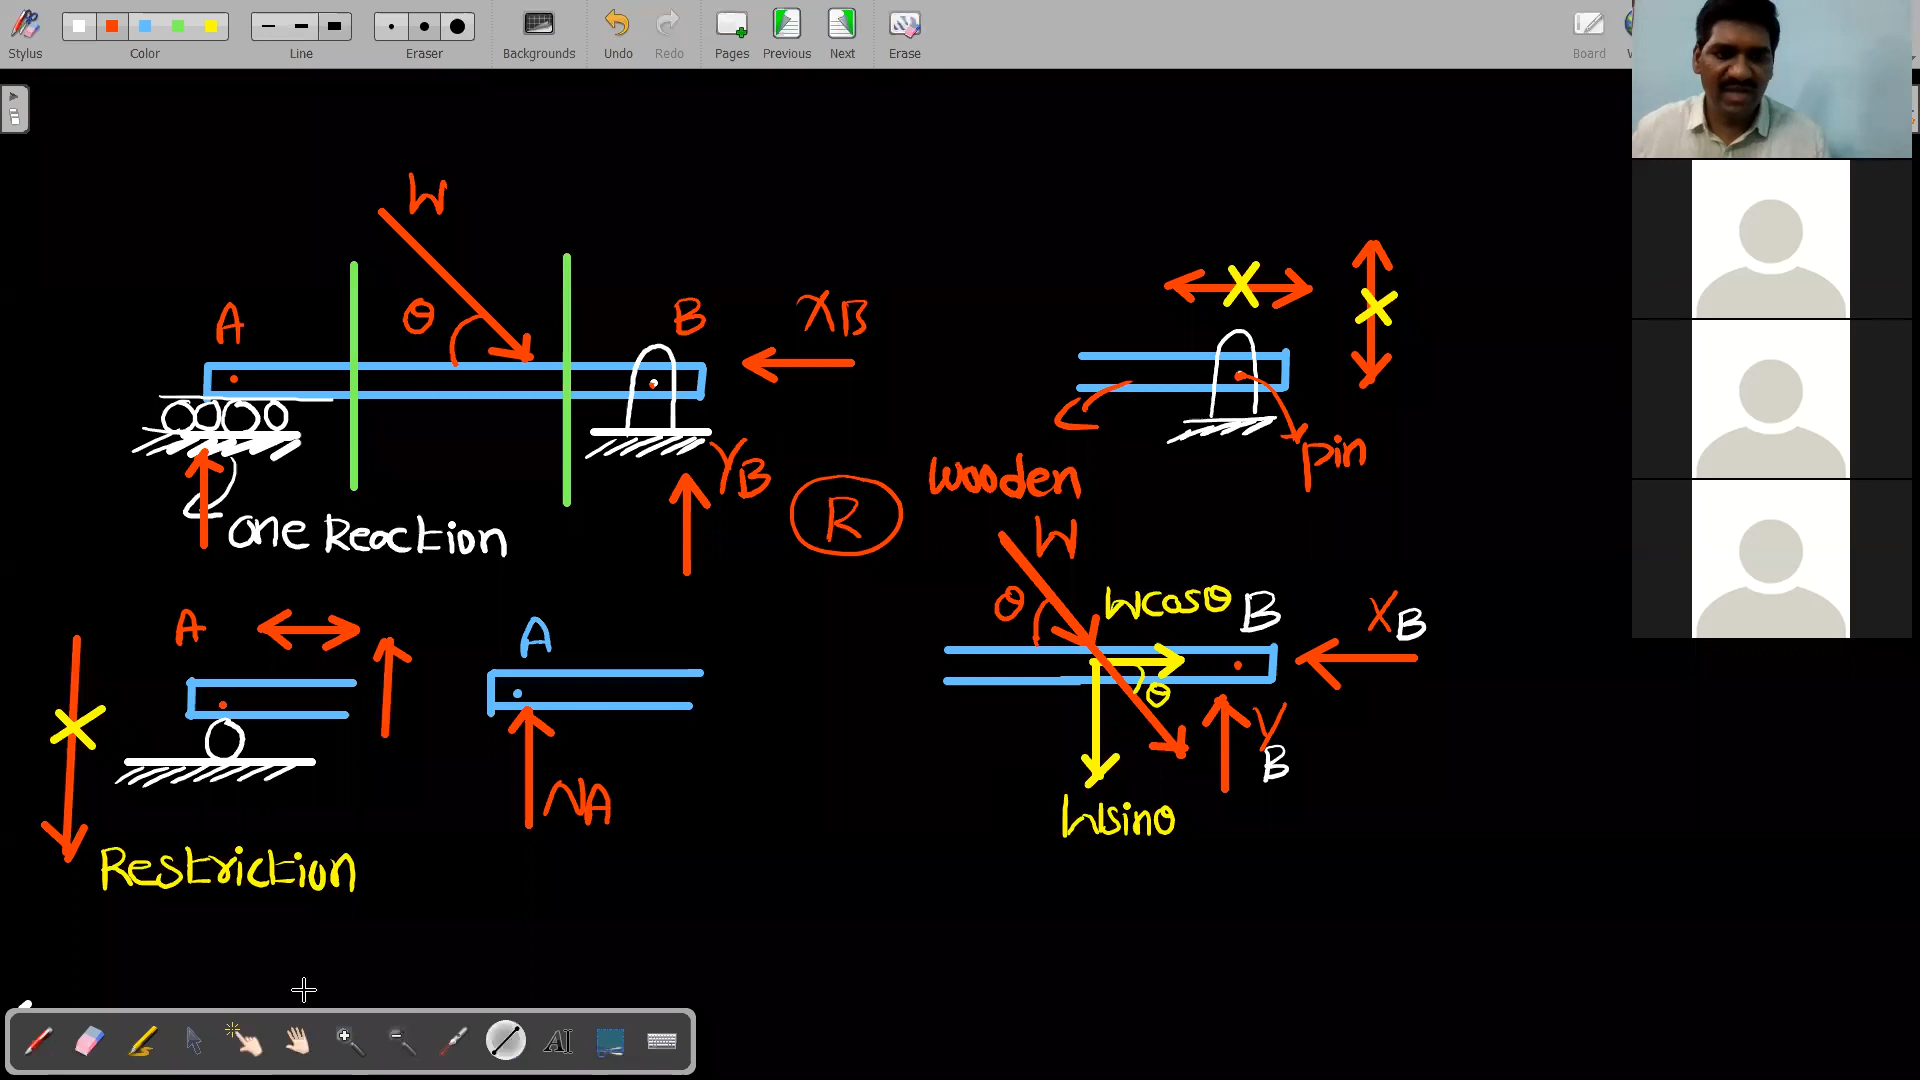 Stylus
Color
Line
Eraser
Backgrounds
Undo
Redo
Pages
Previous
Next
Erase
Board
W
θ
A
B
XB
YB
R
one Reaction
wooden
pin
A
A
NA
Restriction
W
θ
Wcosθ
B
XB
θ
YB
Wsinθ
AI